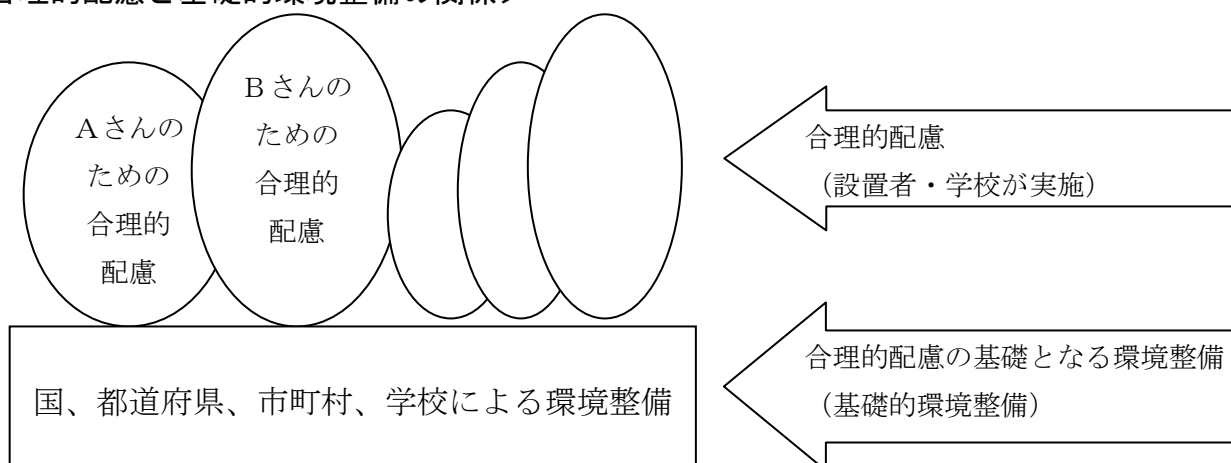 合理的配慮と基礎的環境整備の関係＞
Aさんの
ための
合理的
配慮
Bさんの
ための
合理的
配慮
合理的配慮
（設置者・学校が実施）
国、都道府県、市町村、学校による環境整備
合理的配慮の基礎となる環境整備
（基礎的環境整備）